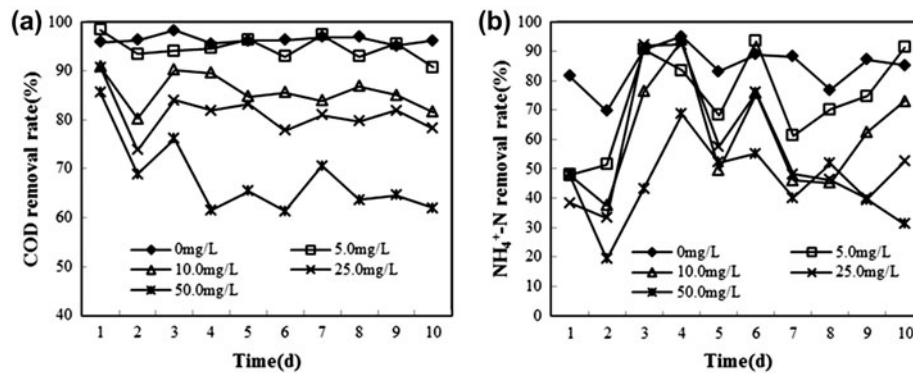 (a)
COD removal rate(%)
100
90
80
70
60
50
40
0mg/L
5.0mg/L
10.0mg/L
25.0mg/L
50.0mg/L
1 2 3 4 5 6 7 8 9 10
Time(d)
(b)
NH₄⁺-N removal rate(%)
100
90
80
70
60
50
40
30
20
10
0
0mg/L
5.0mg/L
10.0mg/L
25.0mg/L
50.0mg/L
1 2 3 4 5 6 7 8 9 10
Time(d)